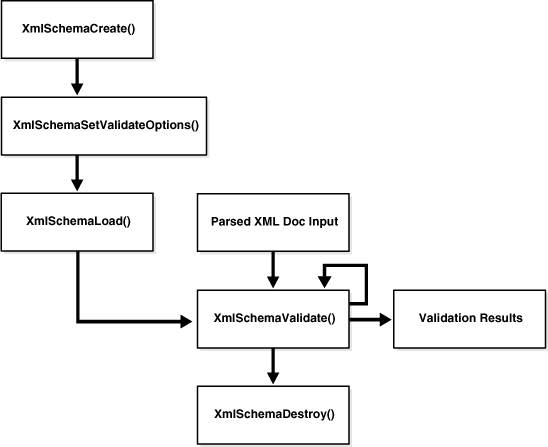 XmlSchemaCreate()
XmlSchemaSetValidateOptions()
XmlSchemaLoad()
Parsed XML Doc Input
XmlSchemaValidate()
Validation Results
XmlSchemaDestroy()